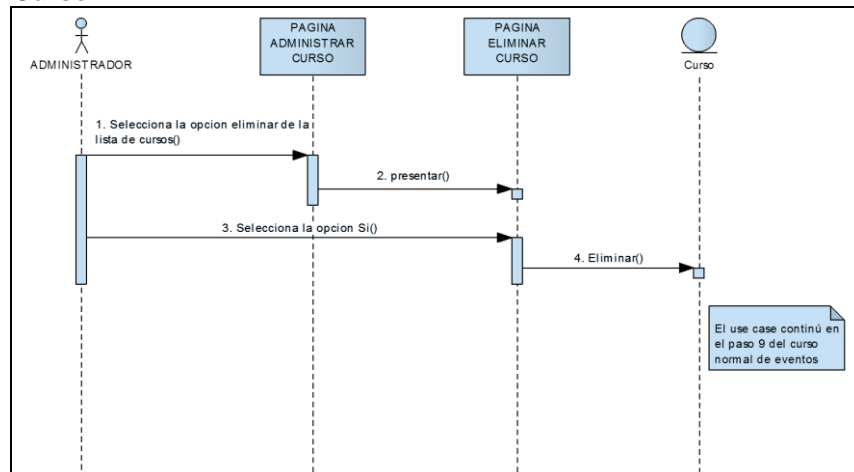 ADMINISTRADOR
PAGINA
ADMINISTRAR
CURSO
PAGINA
ELIMINAR
CURSO
Curso
1. Selecciona la opcion eliminar de la
lista de cursos()
2. presentar()
3. Selecciona la opcion Si()
4. Eliminar()
El use case continú en
el paso 9 del curso
normal de eventos